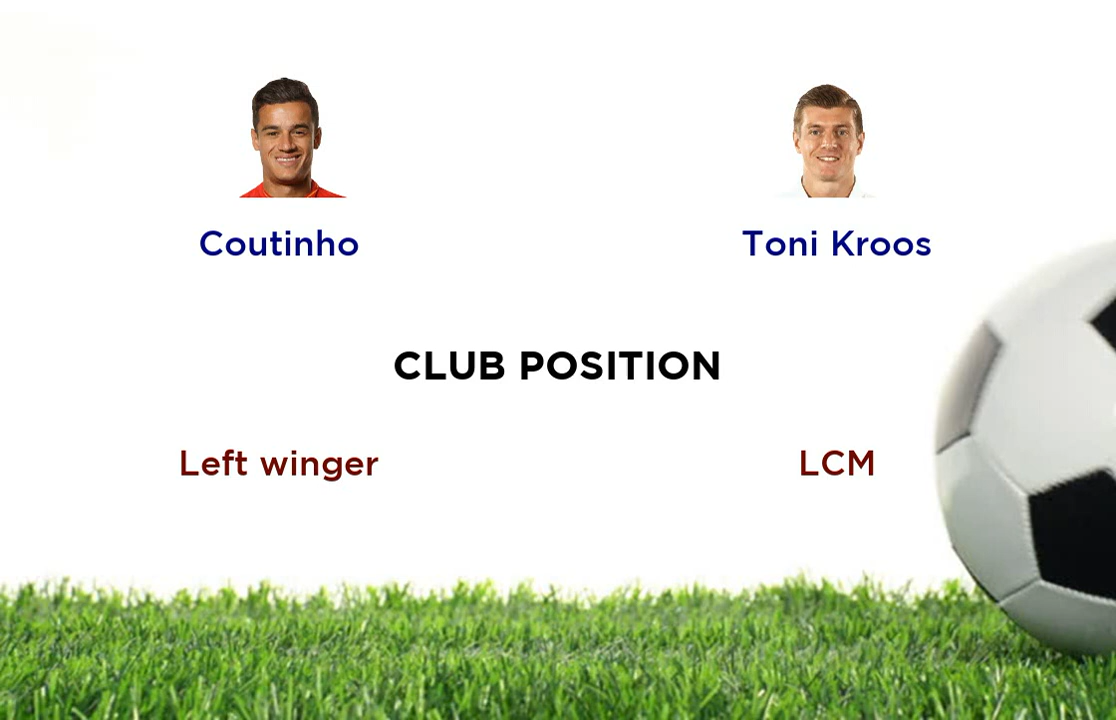 Coutinho
Toni Kroos
CLUB POSITION
Left winger
LCM